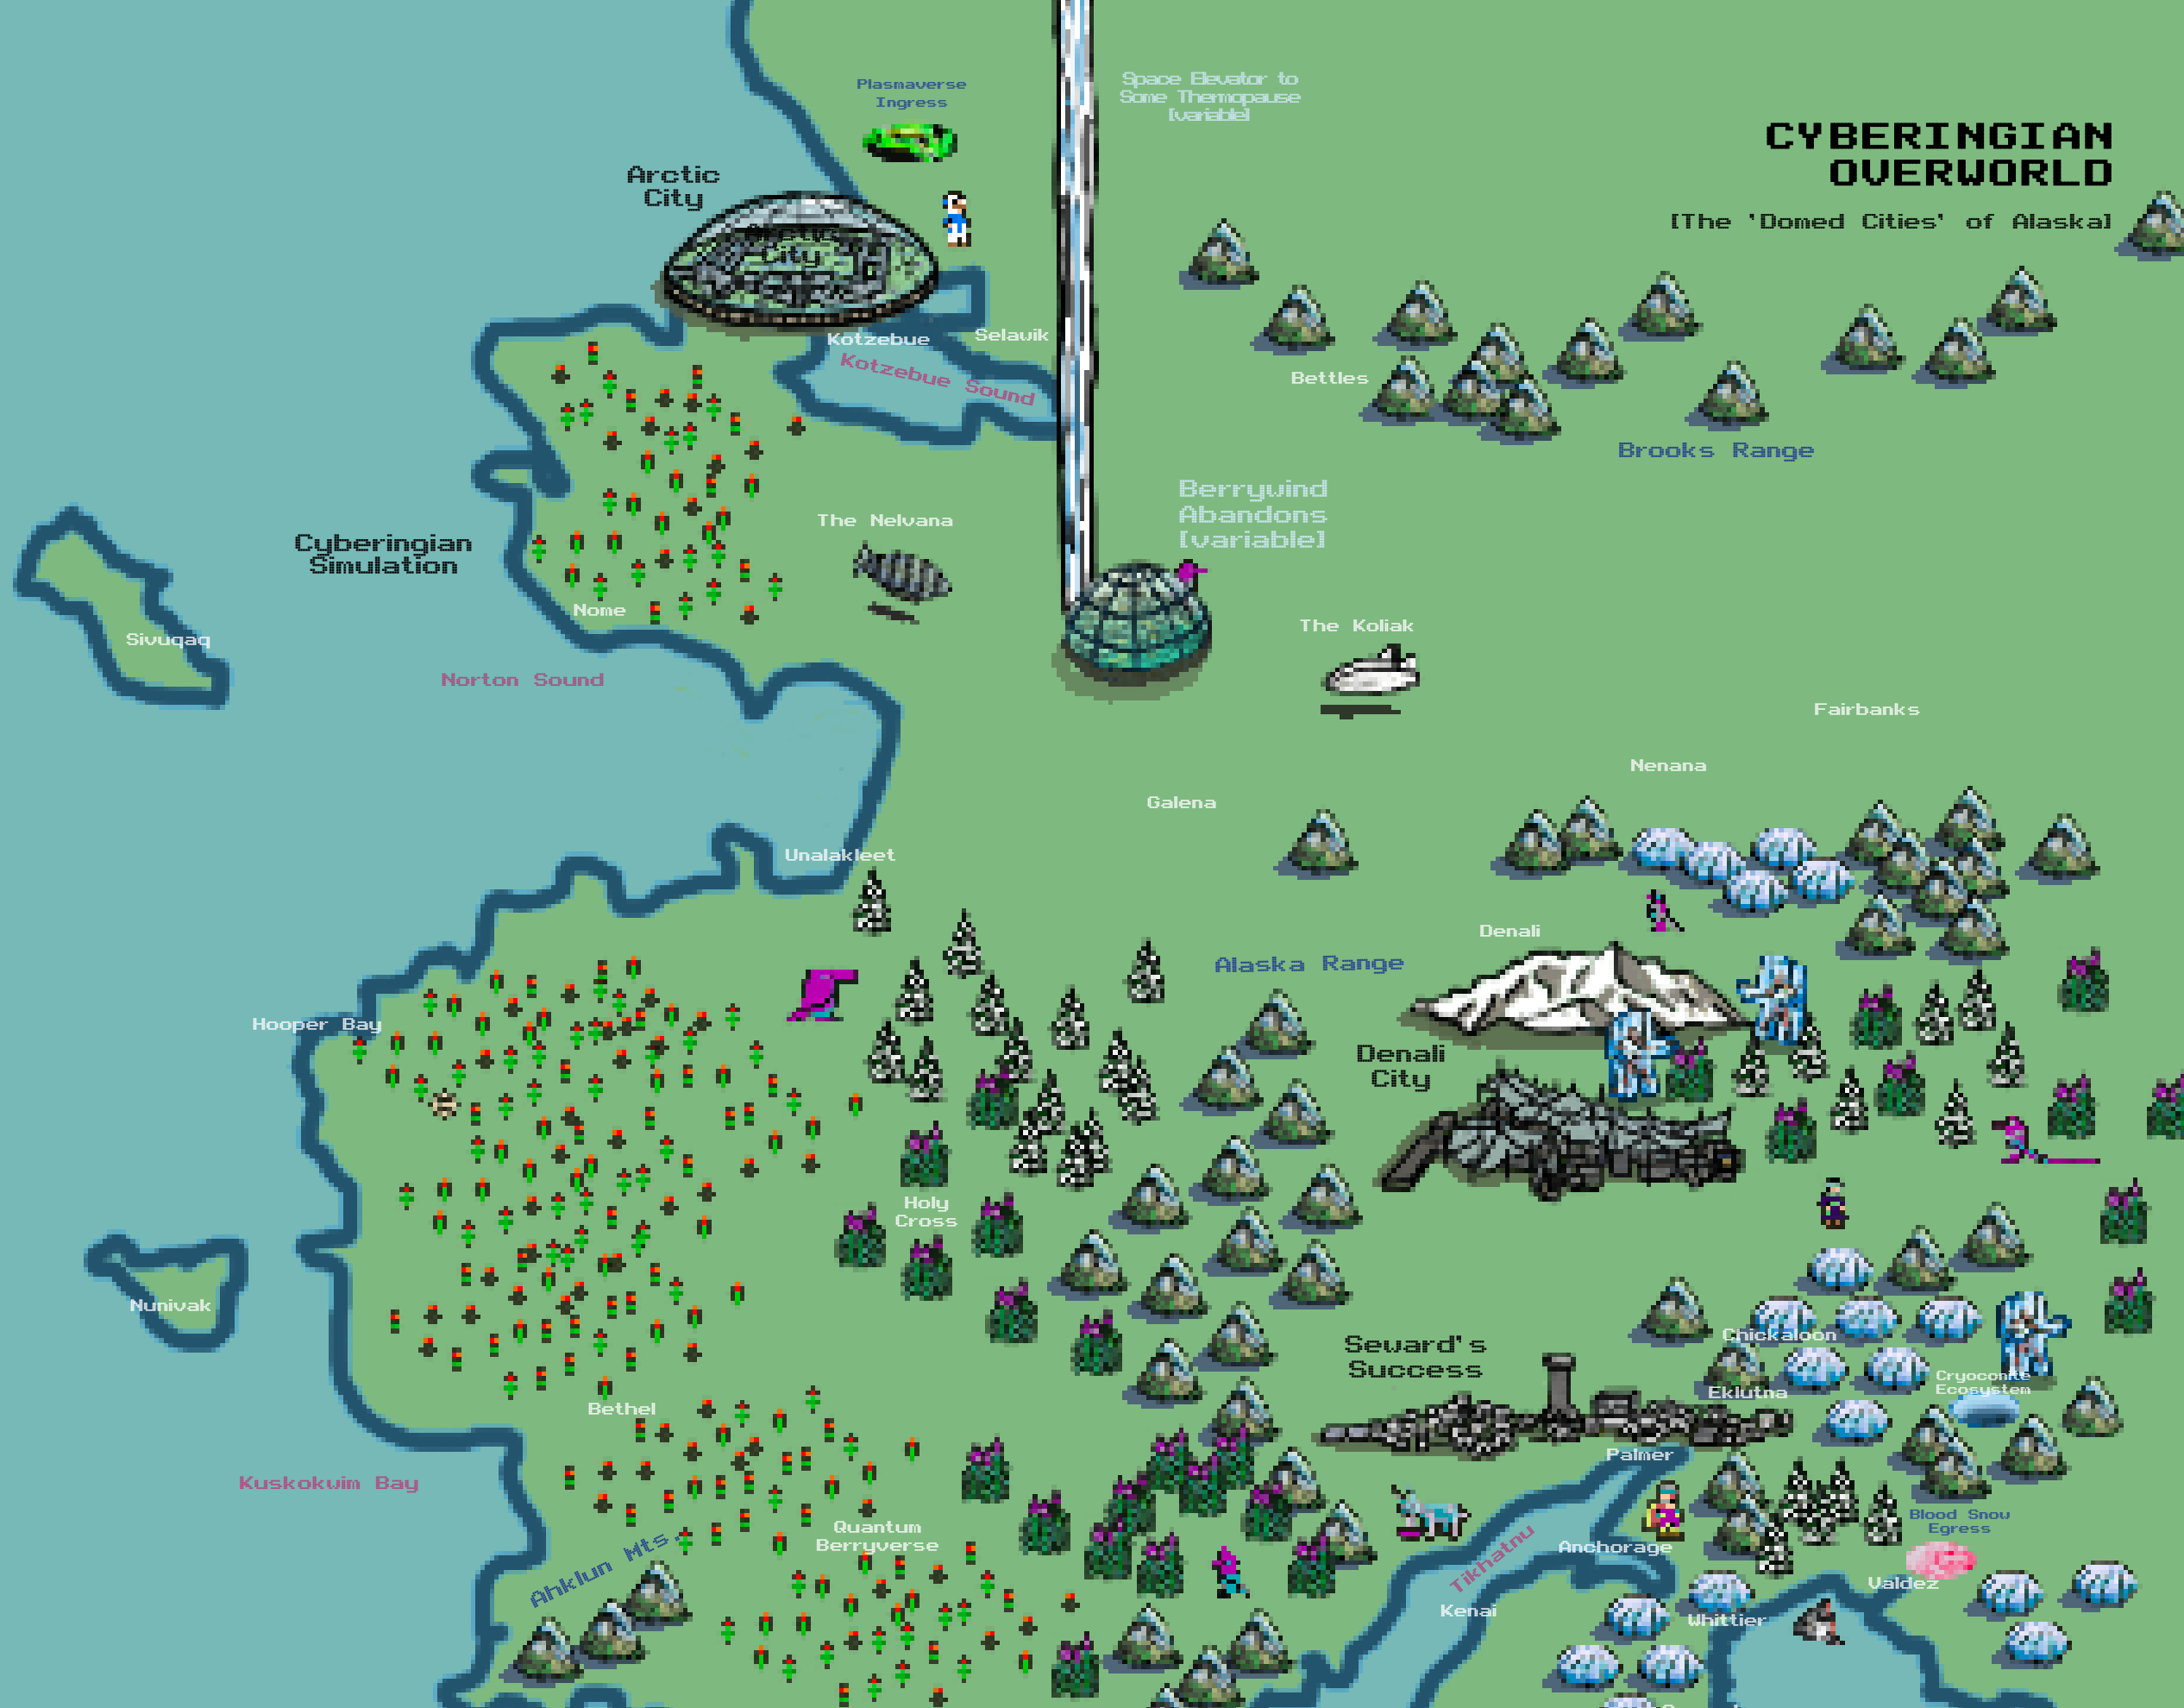 Plasmaverse
Ingress
Space Elevator to
Some Thermopause
[variable]
CYBERINGIAN
OVERWORLD
[The 'Domed Cities' of Alaska]
Arctic
City
Arctic
City
Kotzebue
Selawik
Kotzebue Sound
Bettles
Brooks Range
Berrywind
Abandons
[variable]
The Nelvana
Cyberingian
Simulation
Nome
Sivuqaq
Norton Sound
The Koliak
Fairbanks
Nenana
Galena
Unalakleet
Denali
Alaska Range
Hooper Bay
Denali
City
Holy
Cross
Nunivak
Chickaloon
Seward's
Success
Cryoconite
Ecosystem
Eklutna
Bethel
Palmer
Kuskokwim Bay
Blood Snow
Egress
Quantum
Berryverse
Anchorage
Ahklun Mts.
Tikhatnu
Valdez
Kenai
Whittier